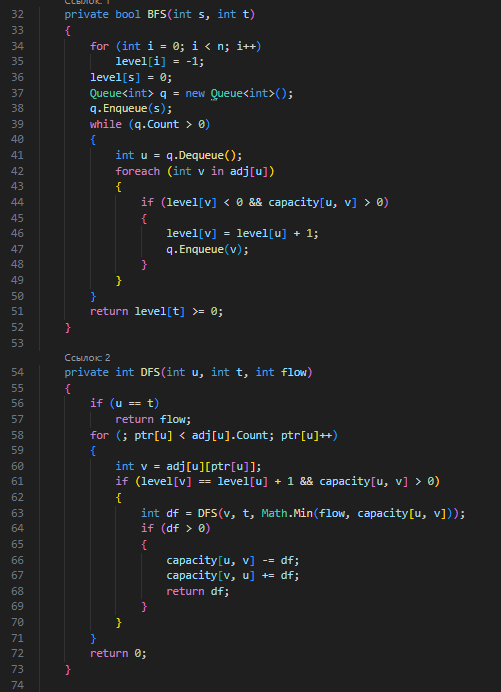 Ссылок: 1
32 private bool BFS(int s, int t)
33 {
34 for (int i = 0; i < n; i++)
35 level[i] = -1;
36 level[s] = 0;
37 Queue<int> q = new Queue<int>();
38 q.Enqueue(s);
39 while (q.Count > 0)
40 {
41 int u = q.Dequeue();
42 foreach (int v in adj[u])
43 {
44 if (level[v] < 0 && capacity[u, v] > 0)
45 {
46 level[v] = level[u] + 1;
47 q.Enqueue(v);
48 }
49 }
50 }
51 return level[t] >= 0;
52 }
53
Ссылок: 2
54 private int DFS(int u, int t, int flow)
55 {
56 if (u == t)
57 return flow;
58 for (; ptr[u] < adj[u].Count; ptr[u]++)
59 {
60 int v = adj[u][ptr[u]];
61 if (level[v] == level[u] + 1 && capacity[u, v] > 0)
62 {
63 int df = DFS(v, t, Math.Min(flow, capacity[u, v]));
64 if (df > 0)
65 {
66 capacity[u, v] -= df;
67 capacity[v, u] += df;
68 return df;
69 }
70 }
71 }
72 return 0;
73 }
74